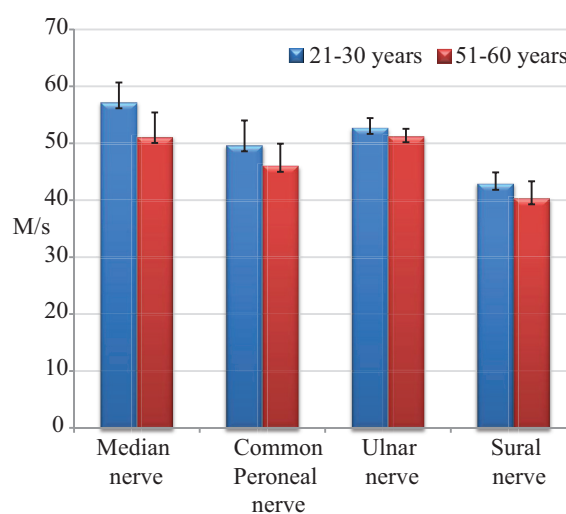 70
60
50
40
30
20
10
0
M/s
21-30 years
51-60 years
Median
nerve
Common
Peroneal
nerve
Ulnar
nerve
Sural
nerve